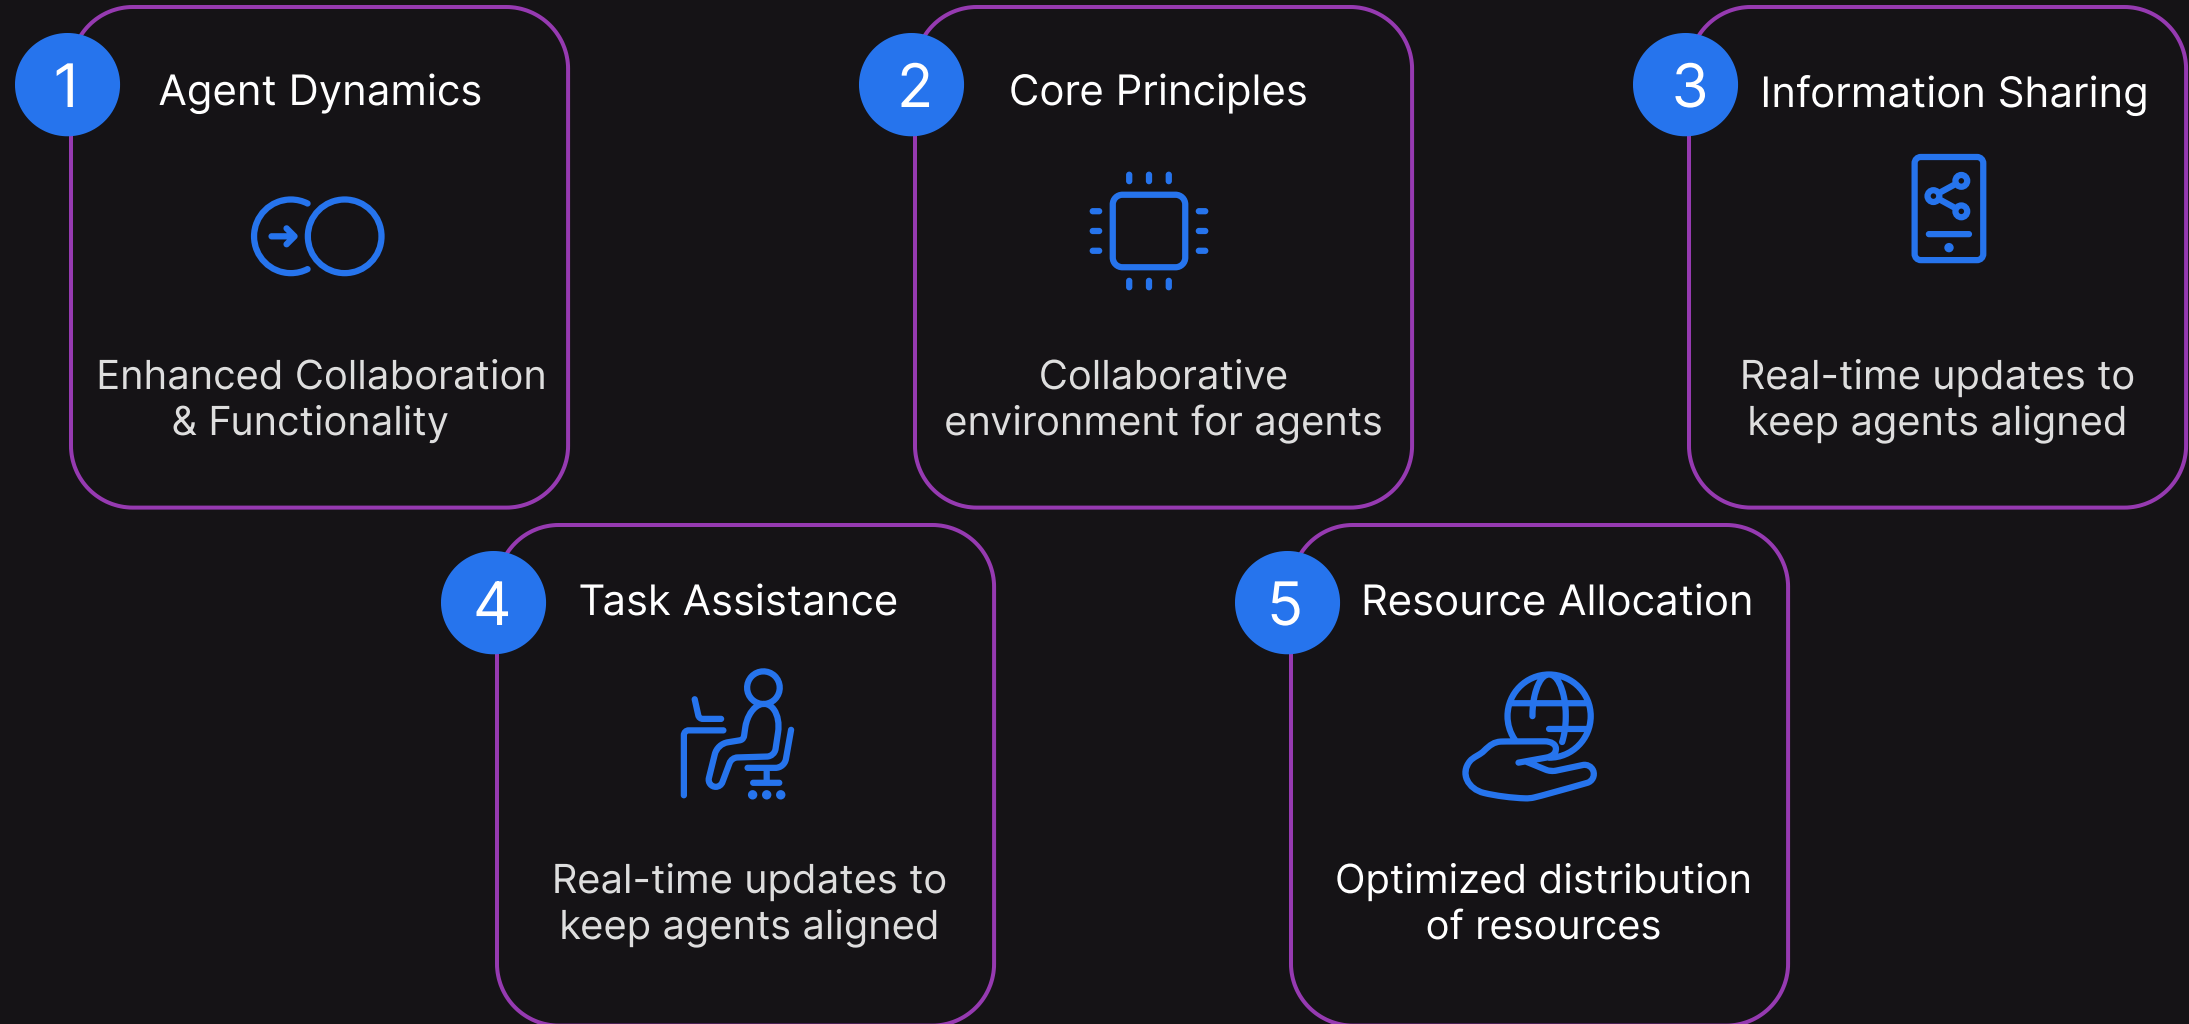 1
Agent Dynamics
Enhanced Collaboration
& Functionality
2
Core Principles
Collaborative
environment for agents
3
Information Sharing
Real-time updates to
keep agents aligned
4
Task Assistance
Real-time updates to
keep agents aligned
5
Resource Allocation
Optimized distribution
of resources